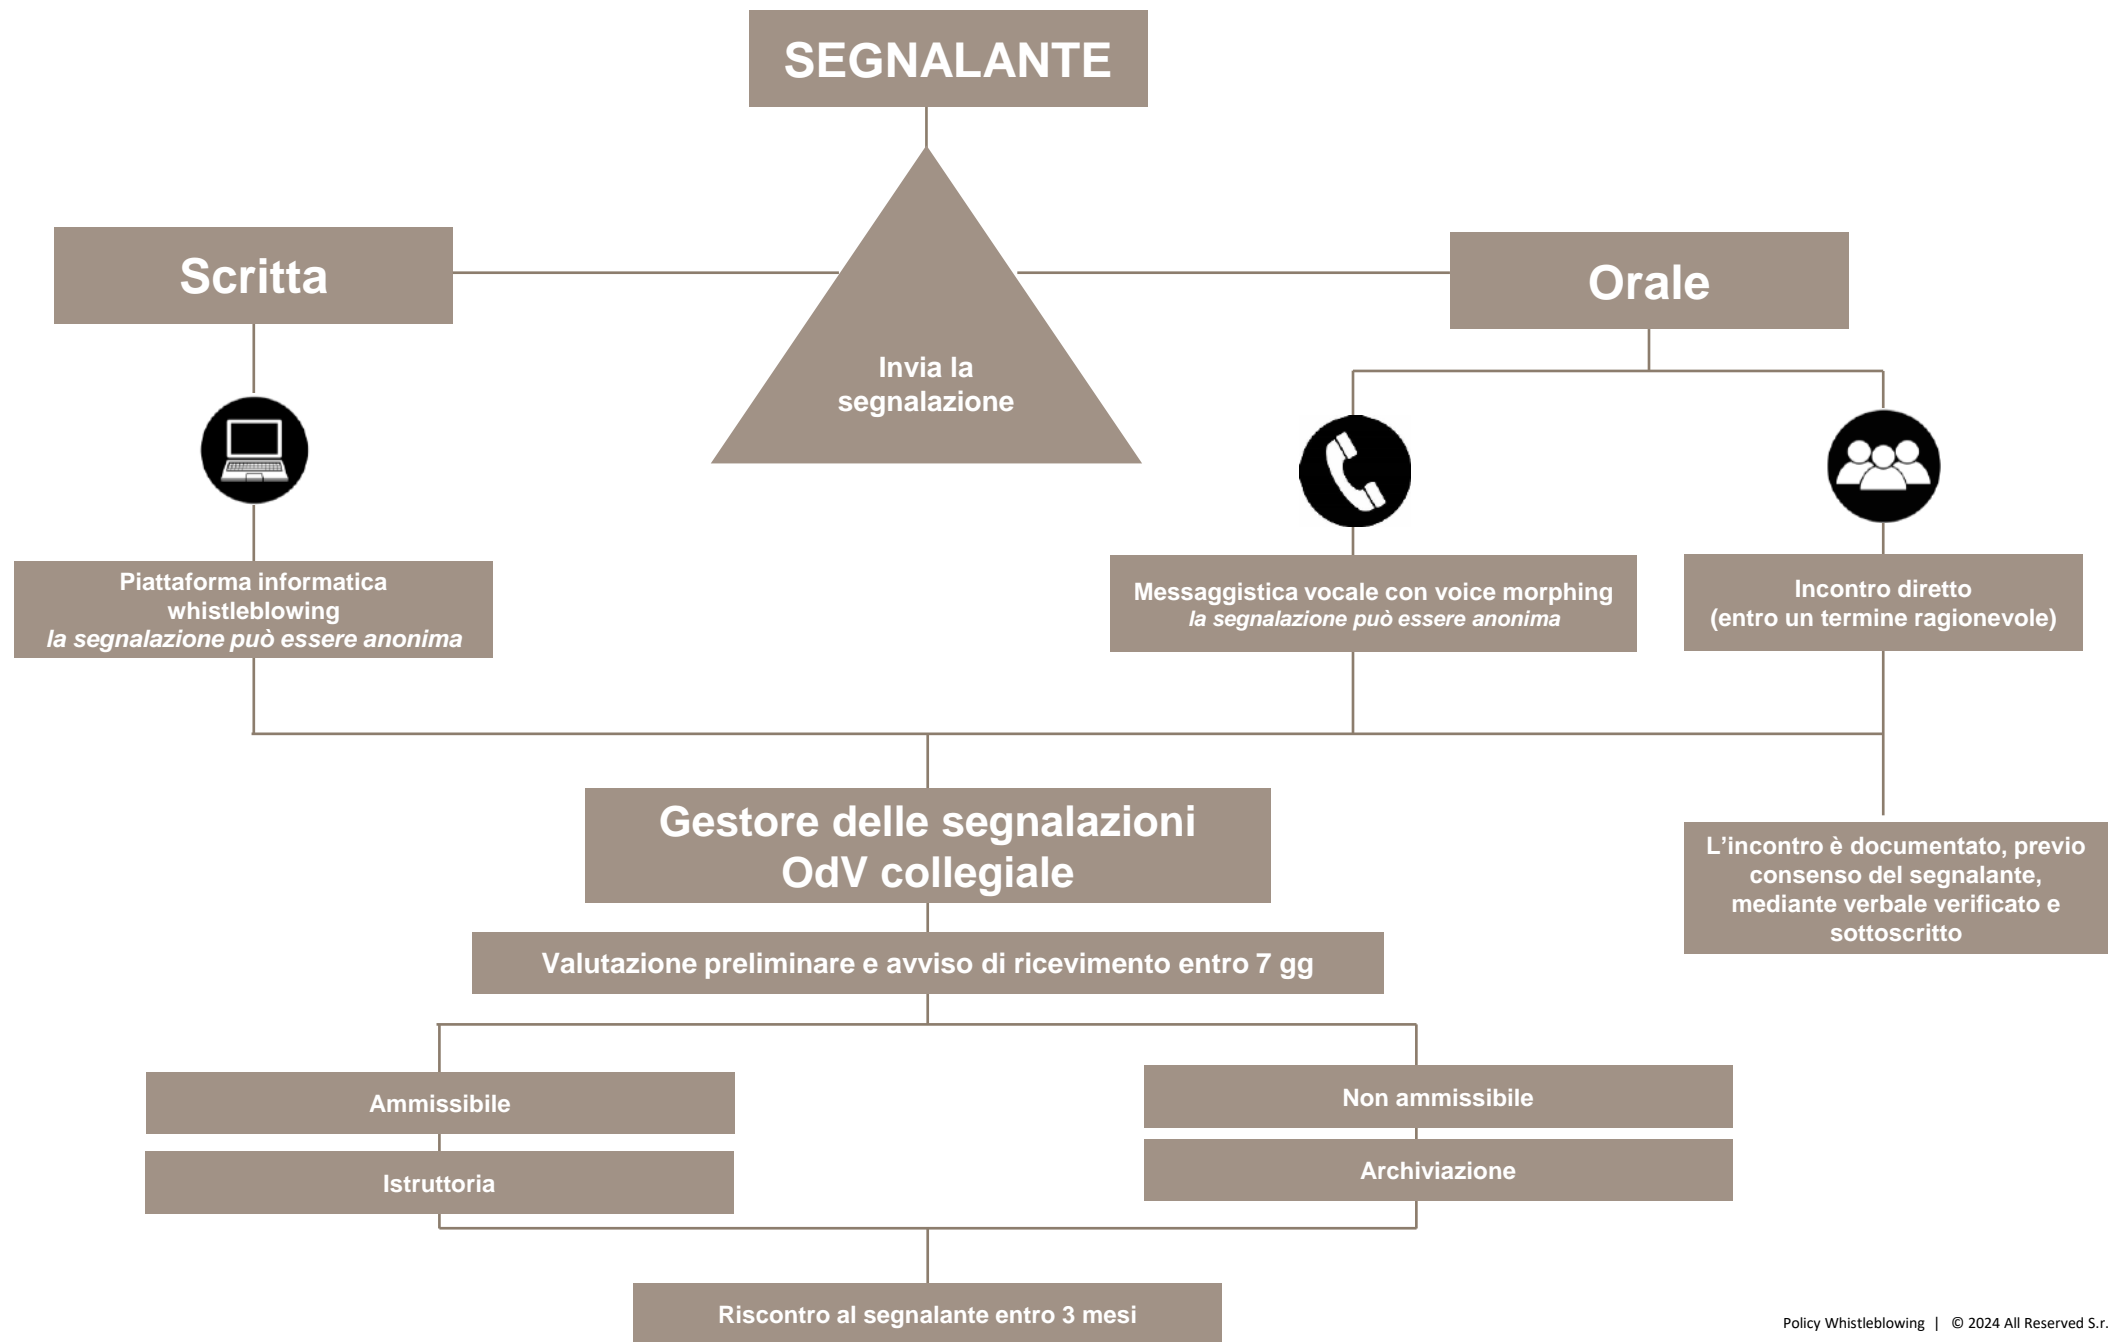 SEGNALANTE
Scritta
Orale
Invia la
segnalazione
Piattaforma informatica
whistleblowing
la segnalazione può essere anonima
Messaggistica vocale con voice morphing
la segnalazione può essere anonima
Incontro diretto
(entro un termine ragionevole)
Gestore delle segnalazioni
OdV collegiale
L’incontro è documentato, previo
consenso del segnalante,
mediante verbale verificato e
sottoscritto
Valutazione preliminare e avviso di ricevimento entro 7 gg
Ammissibile
Non ammissibile
Istruttoria
Archiviazione
Riscontro al segnalante entro 3 mesi
Policy Whistleblowing | © 2024 All Reserved S.r.